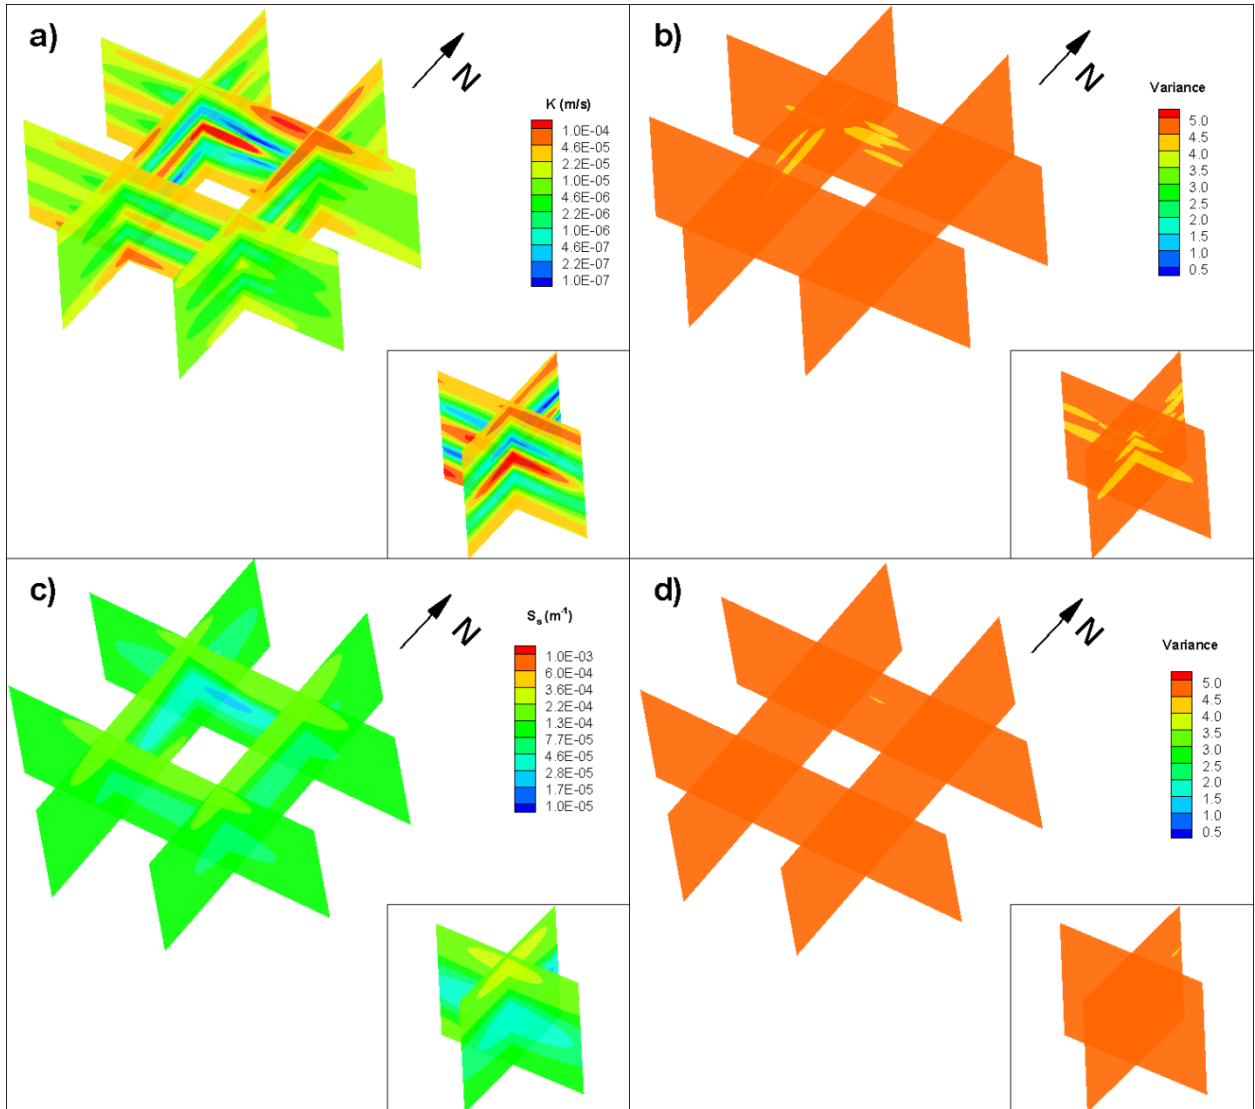 a)
N
K (m/s)
1.0E-04
4.6E-05
2.2E-05
1.0E-05
4.6E-06
2.2E-06
1.0E-06
4.6E-07
2.2E-07
1.0E-07
b)
N
Variance
5.0
4.5
4.0
3.5
3.0
2.5
2.0
1.5
1.0
0.5
c)
N
Ss (m-1)
1.0E-03
6.0E-04
3.6E-04
2.2E-04
1.3E-04
7.7E-05
4.6E-05
2.8E-05
1.7E-05
1.0E-05
d)
N
Variance
5.0
4.5
4.0
3.5
3.0
2.5
2.0
1.5
1.0
0.5